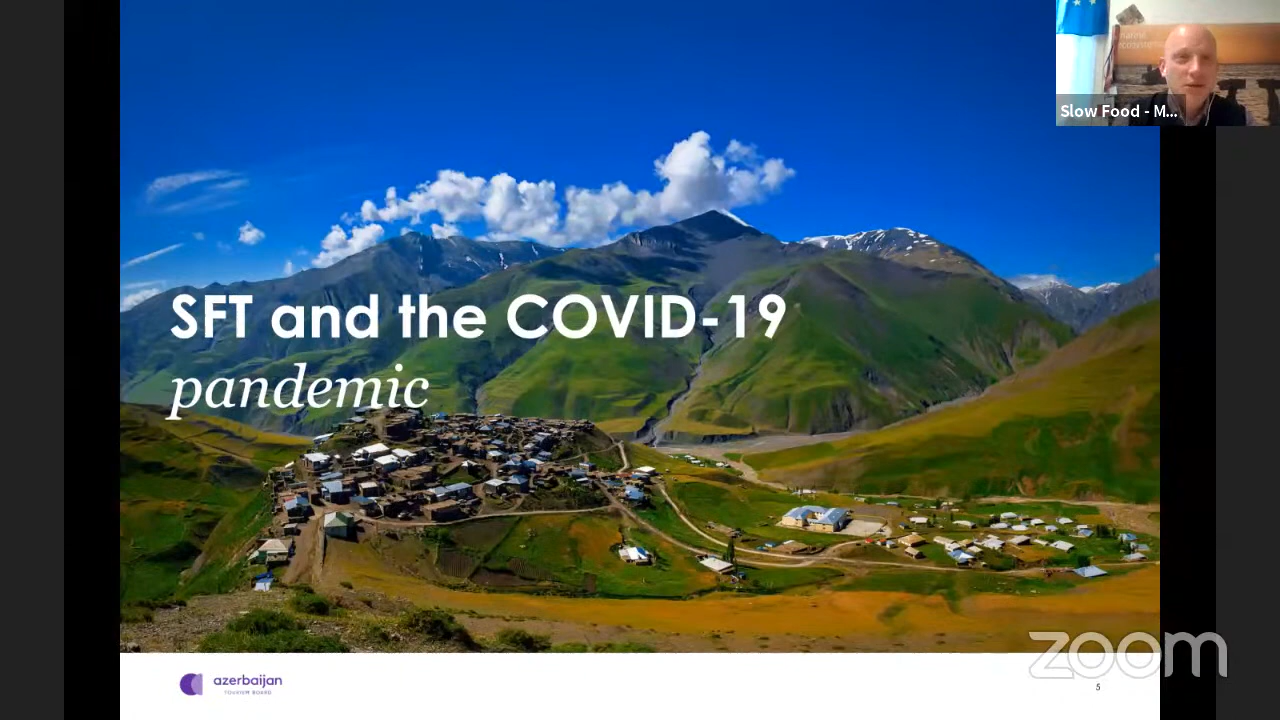 Slow Food - M...
SFT and the COVID-19
pandemic
azerbaijan
TOURISM BOARD
5
zoom